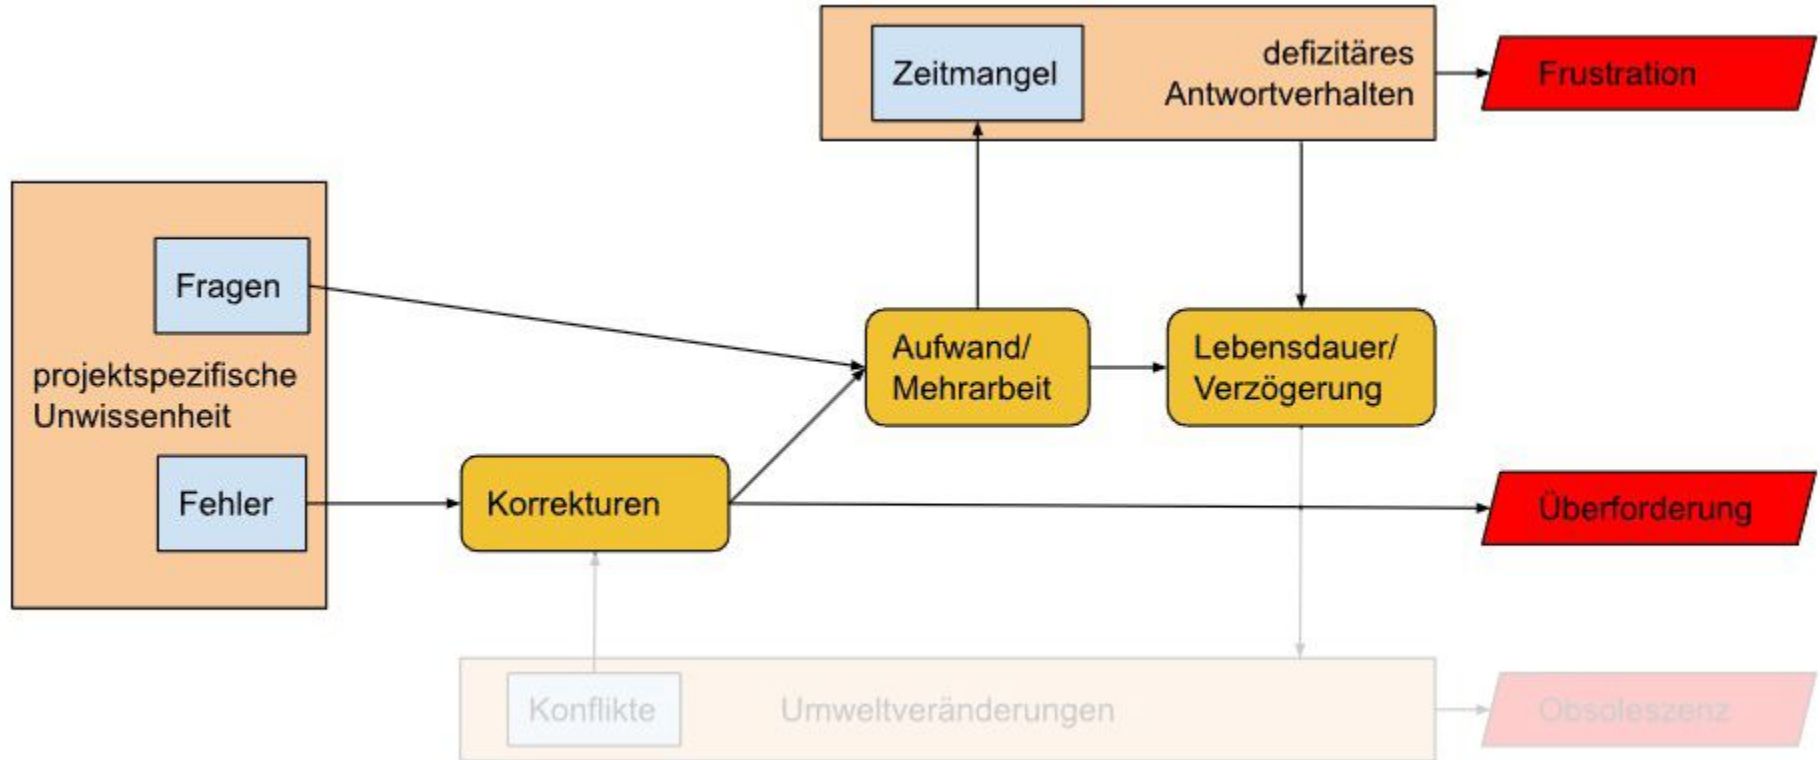 Zeitmangel
defizitäres
Antwortverhalten
Frustration
Fragen
projektspezifische
Unwissenheit
Fehler
Korrekturen
Aufwand/
Mehrarbeit
Lebensdauer/
Verzögerung
Überforderung
Konflikte
Umweltveränderungen
Obsoleszenz